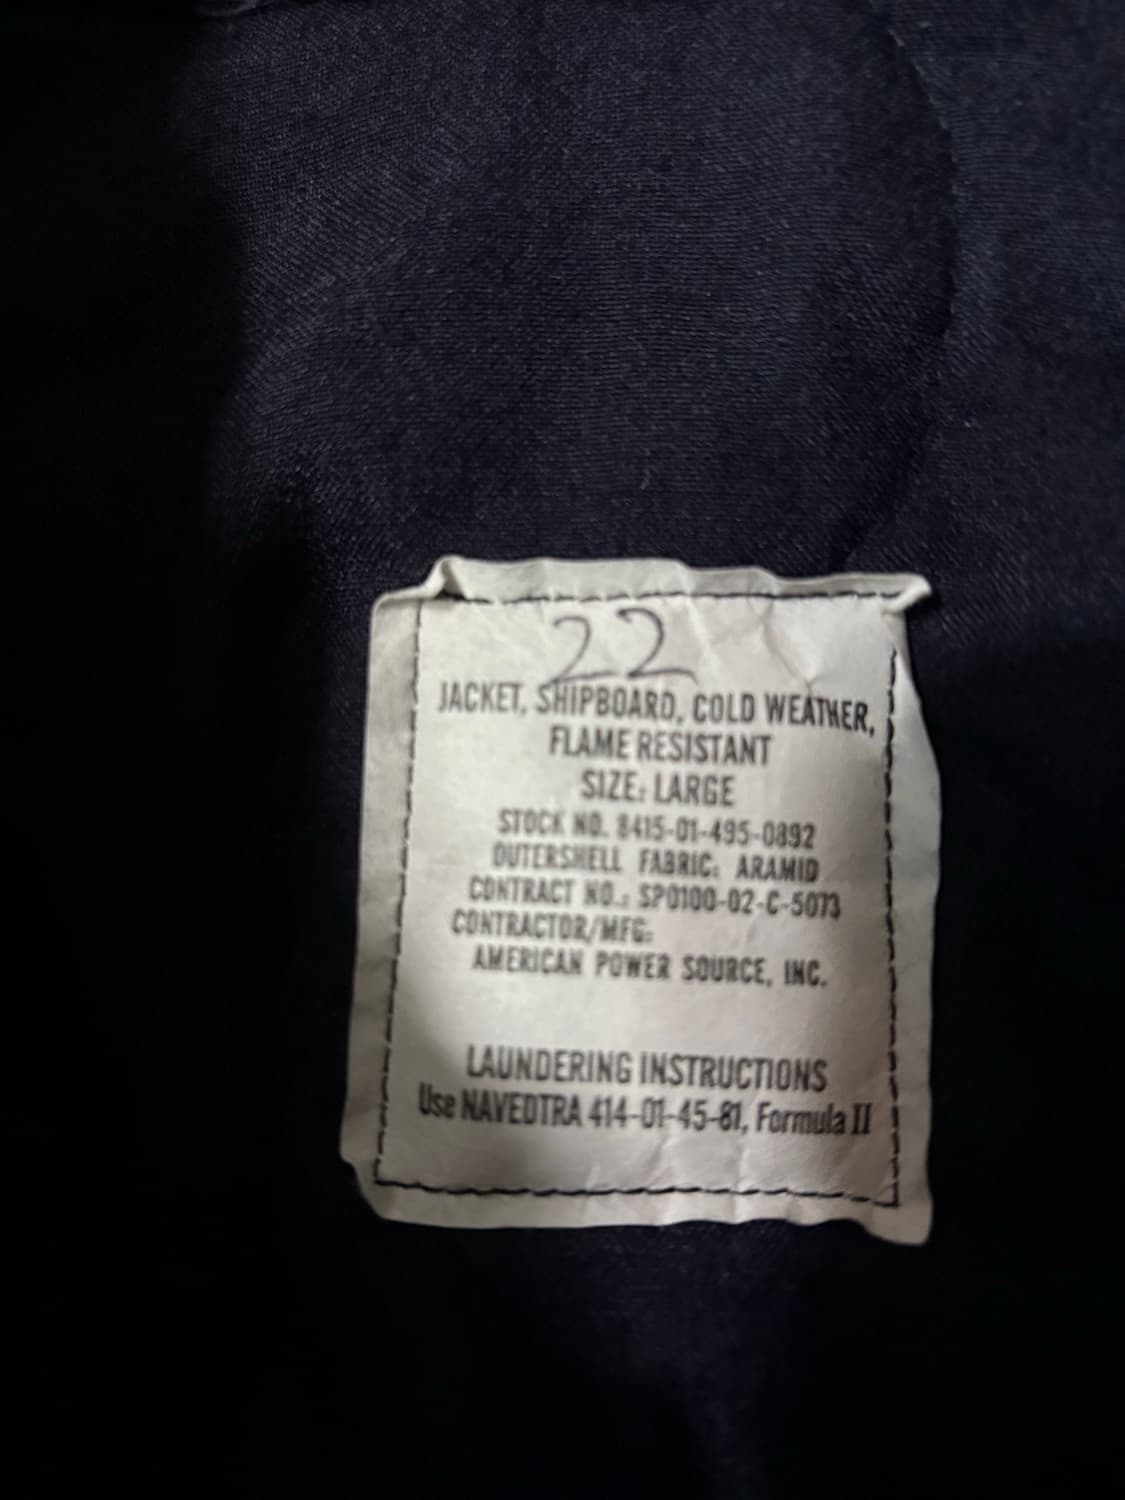 22
JACKET, SHIPBOARD, COLD WEATHER,
FLAME RESISTANT
SIZE: LARGE
STOCK NO. 8415-01-495-0892
OUTERSHELL FABRIC: ARAMID
CONTRACT NO.: SP0100-02-C-5073
CONTRACTOR/MFG:
AMERICAN POWER SOURCE, INC.
LAUNDERING INSTRUCTIONS
Use NAVEDTRA 414-01-45-81, Formula II